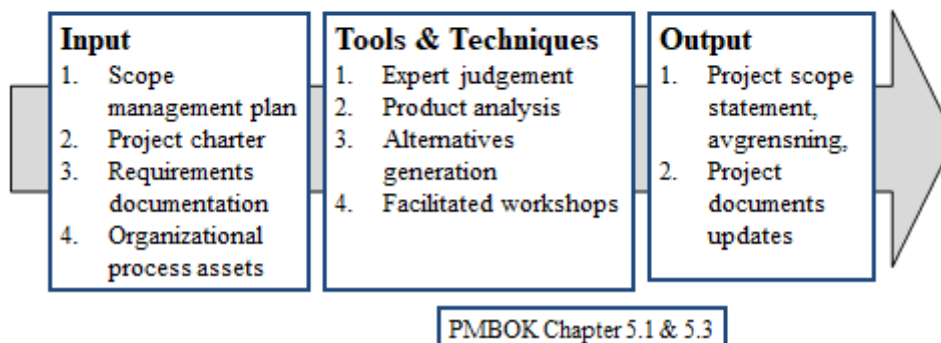 Input
1. Scope
management plan
2. Project charter
3. Requirements
documentation
4. Organizational
process assets
Tools & Techniques
1. Expert judgement
2. Product analysis
3. Alternatives
generation
4. Facilitated workshops
Output
1. Project scope
statement,
avgrensning,
2. Project
documents
updates
PMBOK Chapter 5.1 & 5.3